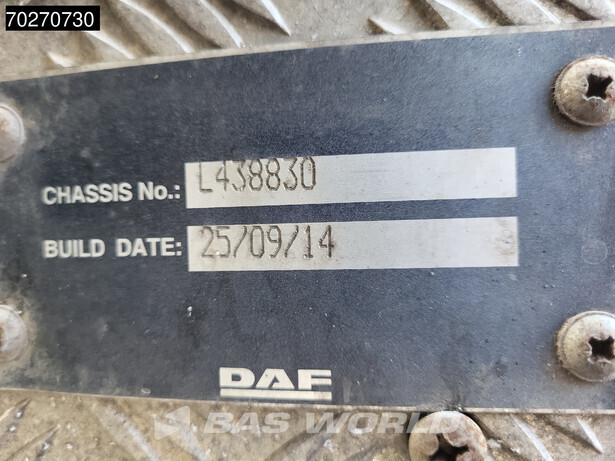 70270730
CHASSIS No.: L438830
BUILD DATE: 25/09/14
DAF
BAS WORLD